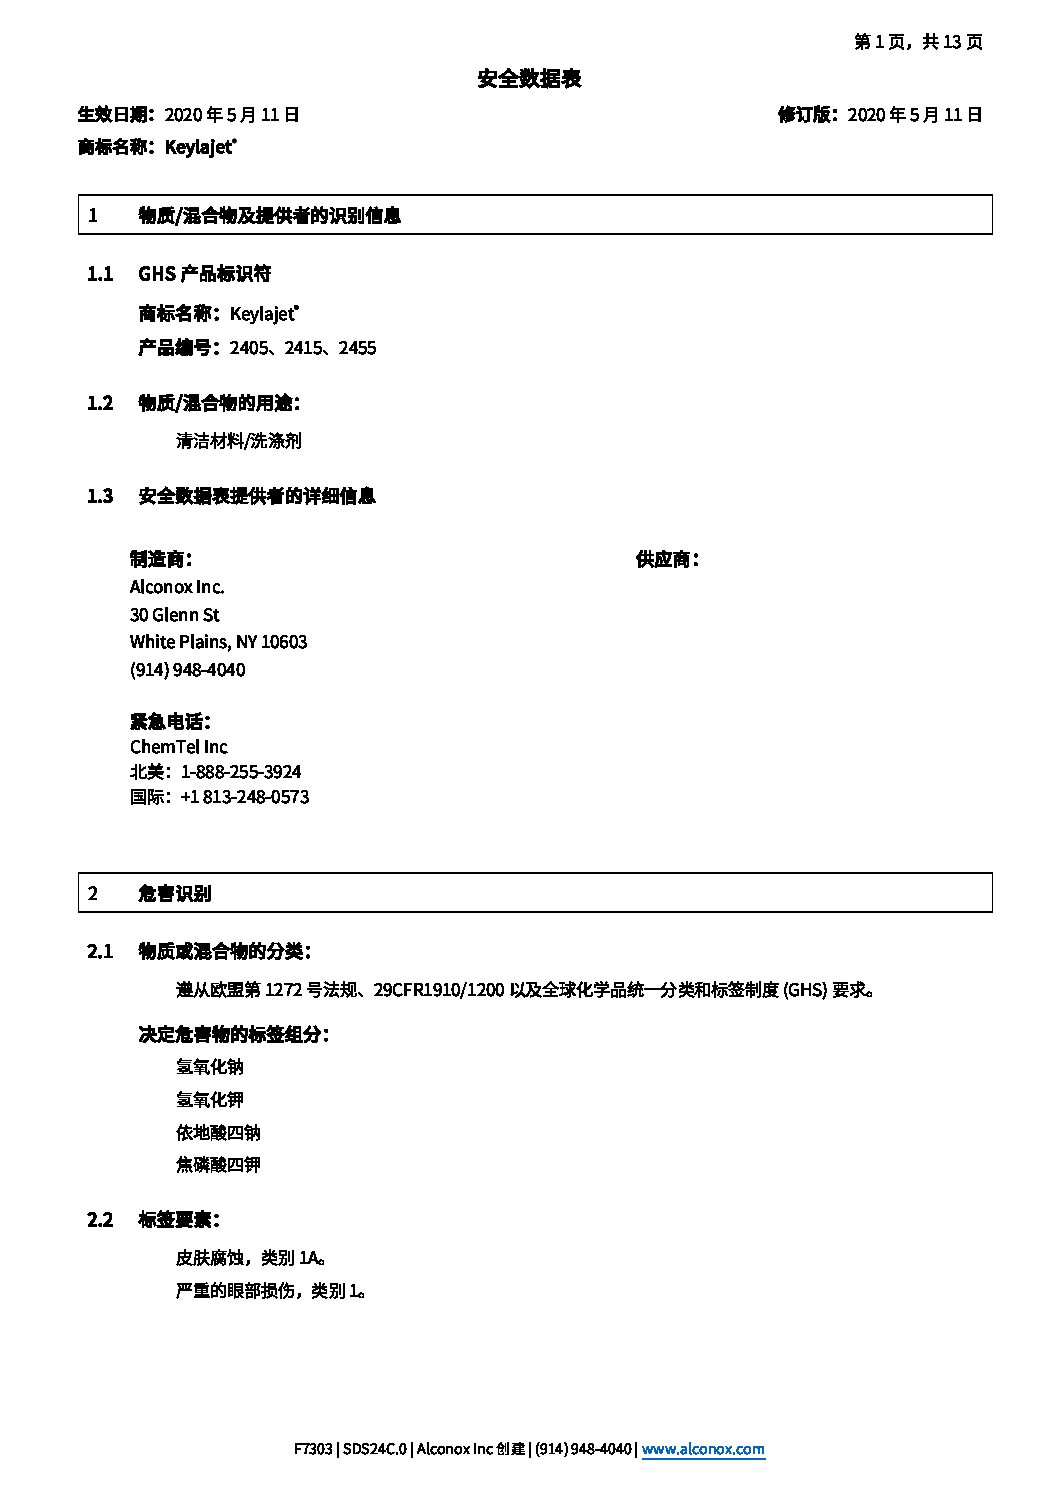 第 1 页，共 13 页
安全数据表
生效日期：2020 年 5 月 11 日 修订版：2020 年 5 月 11 日
商标名称：Keylajet®
1 物质/混合物及提供者的识别信息
1.1 GHS 产品标识符
商标名称：Keylajet®
产品编号：2405、2415、2455
1.2 物质/混合物的用途：
清洁材料/洗涤剂
1.3 安全数据表提供者的详细信息
制造商： 供应商：
Alconox Inc.
30 Glenn St
White Plains, NY 10603
(914) 948-4040
紧急电话：
ChemTel Inc
北美：1-888-255-3924
国际：+1 813-248-0573
2 危害识别
2.1 物质或混合物的分类：
遵从欧盟第 1272 号法规、29CFR1910/1200 以及全球化学品统一分类和标签制度 (GHS) 要求。
决定危害物的标签组分：
氢氧化钠
氢氧化钾
依地酸四钠
焦磷酸四钾
2.2 标签要素：
皮肤腐蚀，类别 1A。
严重的眼部损伤，类别 1。
F7303 | SDS24C.0 | Alconox Inc 创建 | (914) 948-4040 | www.alconox.com